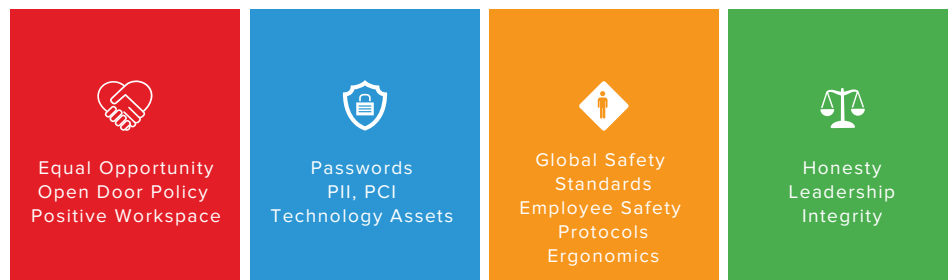 Equal Opportunity
Open Door Policy
Positive Workspace
Passwords
PII, PCI
Technology Assets
Global Safety
Standards
Employee Safety
Protocols
Ergonomics
Honesty
Leadership
Integrity